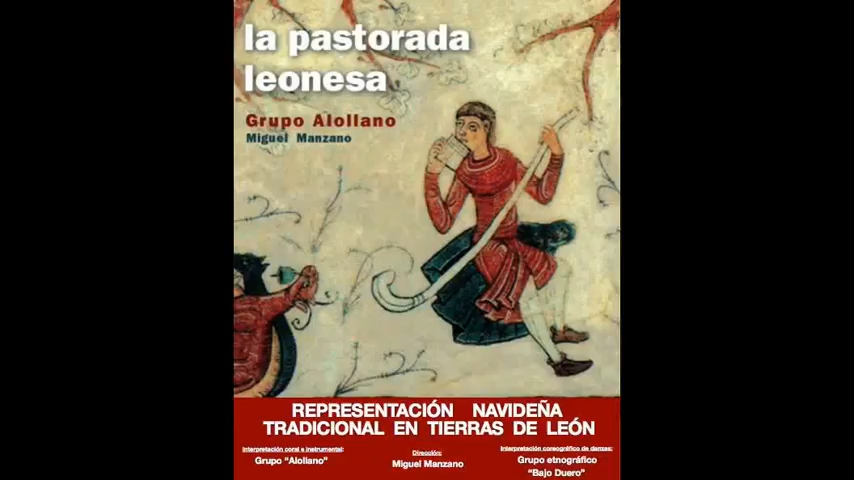 la pastorada
leonesa
Grupo Alollano
Miguel Manzano
REPRESENTACIÓN NAVIDEÑA
TRADICIONAL EN TIERRAS DE LEÓN
Interpretación coral e instrumental:
Grupo "Alollano"
Dirección:
Miguel Manzano
Interpretación coreográfico de danzas:
Grupo etnográfico
"Bajo Duero"